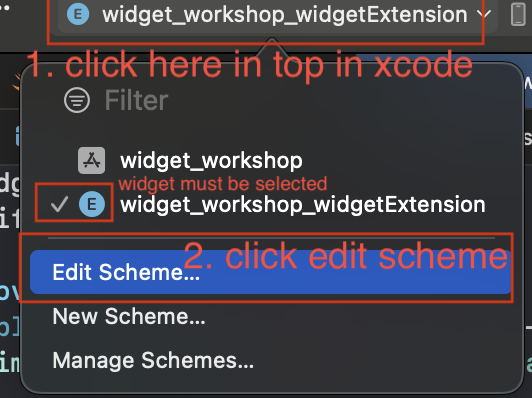 E widget_workshop_widgetExtension
1. click here in top in xcode
Filter
widget_workshop
widget must be selected
E widget_workshop_widgetExtension
2. click edit scheme
Edit Scheme...
New Scheme...
Manage Schemes...